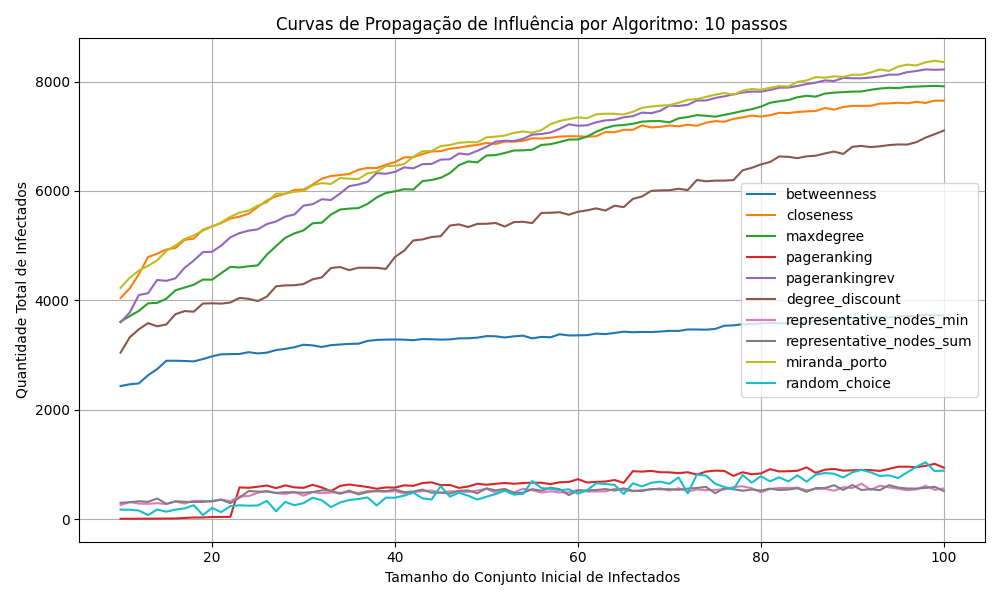 Curvas de Propagação de Influência por Algoritmo: 10 passos
Quantidade Total de Infectados
8000
6000
4000
2000
0
20
40
60
80
100
Tamanho do Conjunto Inicial de Infectados
betweenness
closeness
maxdegree
pageranking
pagerankingrev
degree_discount
representative_nodes_min
representative_nodes_sum
miranda_porto
random_choice